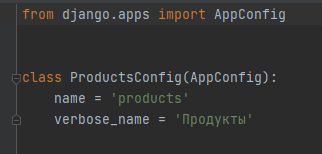 from django.apps import AppConfig
class ProductsConfig(AppConfig):
name = 'products'
verbose_name = 'Продукты'